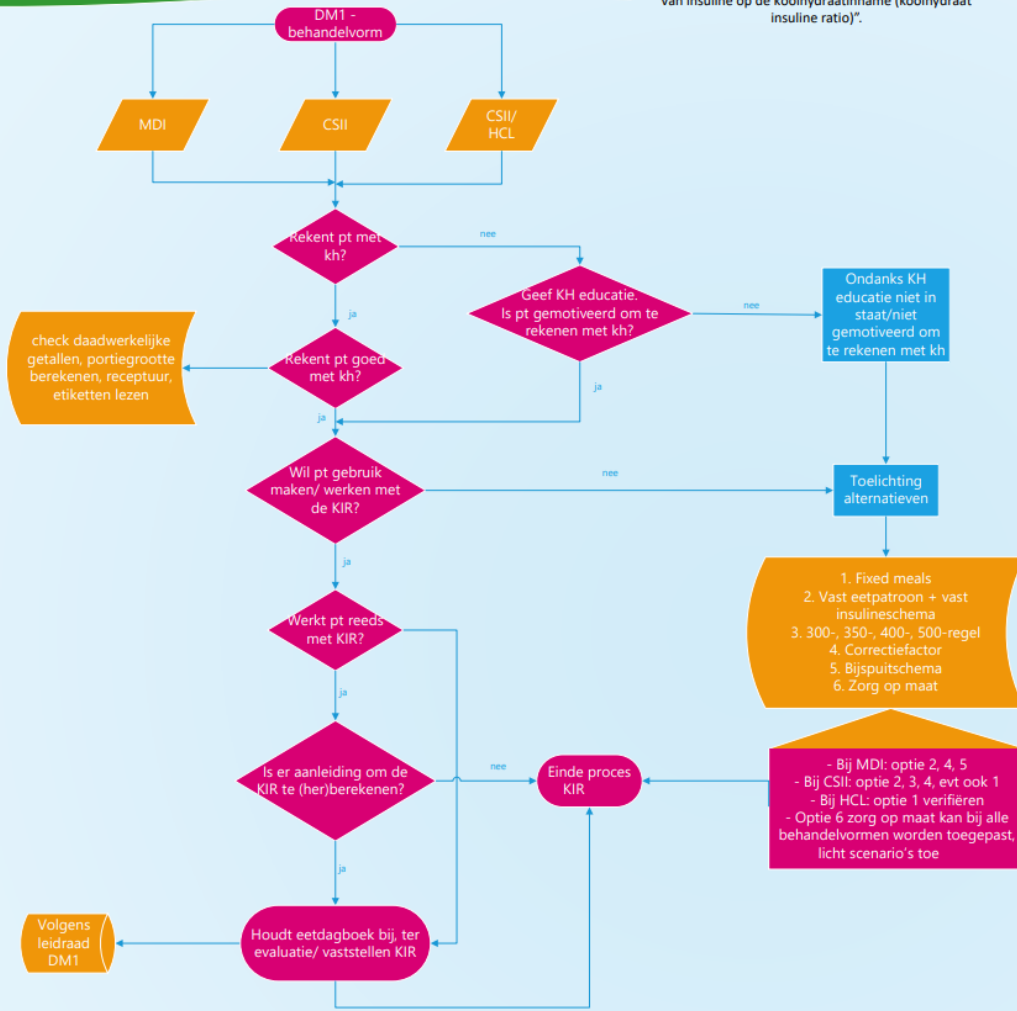 van insuline op de koolhydraatinname (koolhydraat
insuline ratio)”.
DM1 -
behandelvorm
MDI
CSII
CSII/
HCL
Rekent pt met
kh?
nee
Geef KH educatie.
Is pt gemotiveerd om te
rekenen met kh?
nee
Ondanks KH
educatie niet in
staat/niet
gemotiveerd om
te rekenen met kh
ja
check daadwerkelijke
getallen, portiegrootte
berekenen, receptuur,
etiketten lezen
Rekent pt goed
met kh?
ja
ja
Wil pt gebruik
maken/ werken met
de KIR?
nee
Toelichting
alternatieven
ja
1. Fixed meals
2. Vast eetpatroon + vast
insulineschema
3. 300-, 350-, 400-, 500-regel
4. Correctiefactor
5. Bijspuitschema
6. Zorg op maat
Werkt pt reeds
met KIR?
ja
Is er aanleiding om de
KIR te (her)berekenen?
nee
Einde proces
KIR
- Bij MDI: optie 2, 4, 5
- Bij CSII: optie 2, 3, 4, evt ook 1
- Bij HCL: optie 1 verifiëren
- Optie 6 zorg op maat kan bij alle
behandelvormen worden toegepast,
licht scenario’s toe
ja
Houdt eetdagboek bij, ter
evaluatie/ vaststellen KIR
Volgens
leidraad
DM1